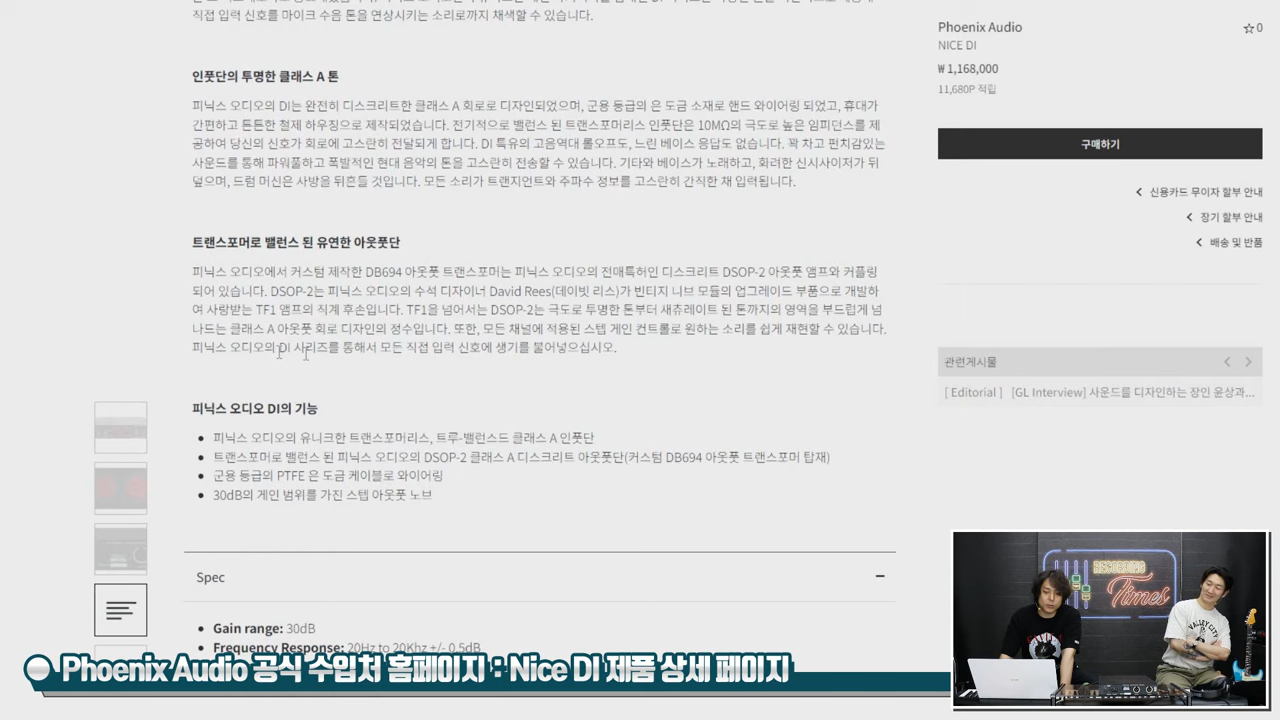 직접 입력 신호를 마이크 수음 톤을 연상시키는 소리로까지 채색할 수 있습니다.
인풋단의 투명한 클래스 A 톤
피닉스 오디오의 DI는 완전히 디스크리트한 클래스 A 회로로 디자인되었으며, 군용 등급의 은 도금 소재로 핸드 와이어링 되었고, 휴대가
간편하고 튼튼한 철제 하우징으로 제작되었습니다. 전기적으로 밸런스 된 트랜스포머리스 인풋단은 10MΩ의 극도로 높은 임피던스를 제
공하여 당신의 신호가 회로에 고스란히 전달되게 합니다. DI 특유의 고음역대 롤오프도, 느린 베이스 응답도 없습니다. 꽉 차고 펀치감있는
사운드를 통해 파워풀하고 폭발적인 현대 음악의 톤을 고스란히 전송할 수 있습니다. 기타와 베이스가 노래하고, 화려한 신시사이저가 뒤
덮으며, 드럼 머신은 사방을 뒤흔들 것입니다. 모든 소리가 트랜지언트와 주파수 정보를 고스란히 간직한 채 입력됩니다.
트랜스포머로 밸런스 된 유연한 아웃풋단
피닉스 오디오에서 커스텀 제작한 DB694 아웃풋 트랜스포머는 피닉스 오디오의 전매특허인 디스크리트 DSOP-2 아웃풋 앰프와 커플링
되어 있습니다. DSOP-2는 피닉스 오디오의 수석 디자이너 David Rees(데이빗 리스)가 빈티지 니브 모듈의 업그레이드 부품으로 개발하
여 사랑받는 TF1 앰프의 직계 후손입니다. TF1을 넘어서는 DSOP-2는 극도로 투명한 톤부터 새츄레이트 된 톤까지의 영역을 부드럽게 넘
나드는 클래스 A 아웃풋 회로 디자인의 정수입니다. 또한, 모든 채널에 적용된 스텝 게인 컨트롤로 원하는 소리를 쉽게 재현할 수 있습니다.
피닉스 오디오의 DI 시리즈를 통해서 모든 직접 입력 신호에 생기를 불어넣으십시오.
피닉스 오디오 DI의 기능
피닉스 오디오의 유니크한 트랜스포머리스, 트루-밸런스드 클래스 A 인풋단
트랜스포머로 밸런스 된 피닉스 오디오의 DSOP-2 클래스 A 디스크리트 아웃풋단(커스텀 DB694 아웃풋 트랜스포머 탑재)
군용 등급의 PTFE 은 도금 케이블로 와이어링
30dB의 게인 범위를 가진 스텝 아웃풋 노브
Spec
Gain range: 30dB
Frequency Response: 20Hz to 20Khz +/- 0.5dB
Phoenix Audio
0
NICE DI
₩ 1,168,000
11,680P 적립
구매하기
신용카드 무이자 할부 안내
장기 할부 안내
배송 및 반품
관련게시물
[ Editorial ] [GL Interview] 사운드를 디자인하는 장인 윤상과...
RECORDING
Times
VALLEY CITY
Phoenix Audio 공식 수입처 홈페이지 : Nice DI 제품 상세 페이지